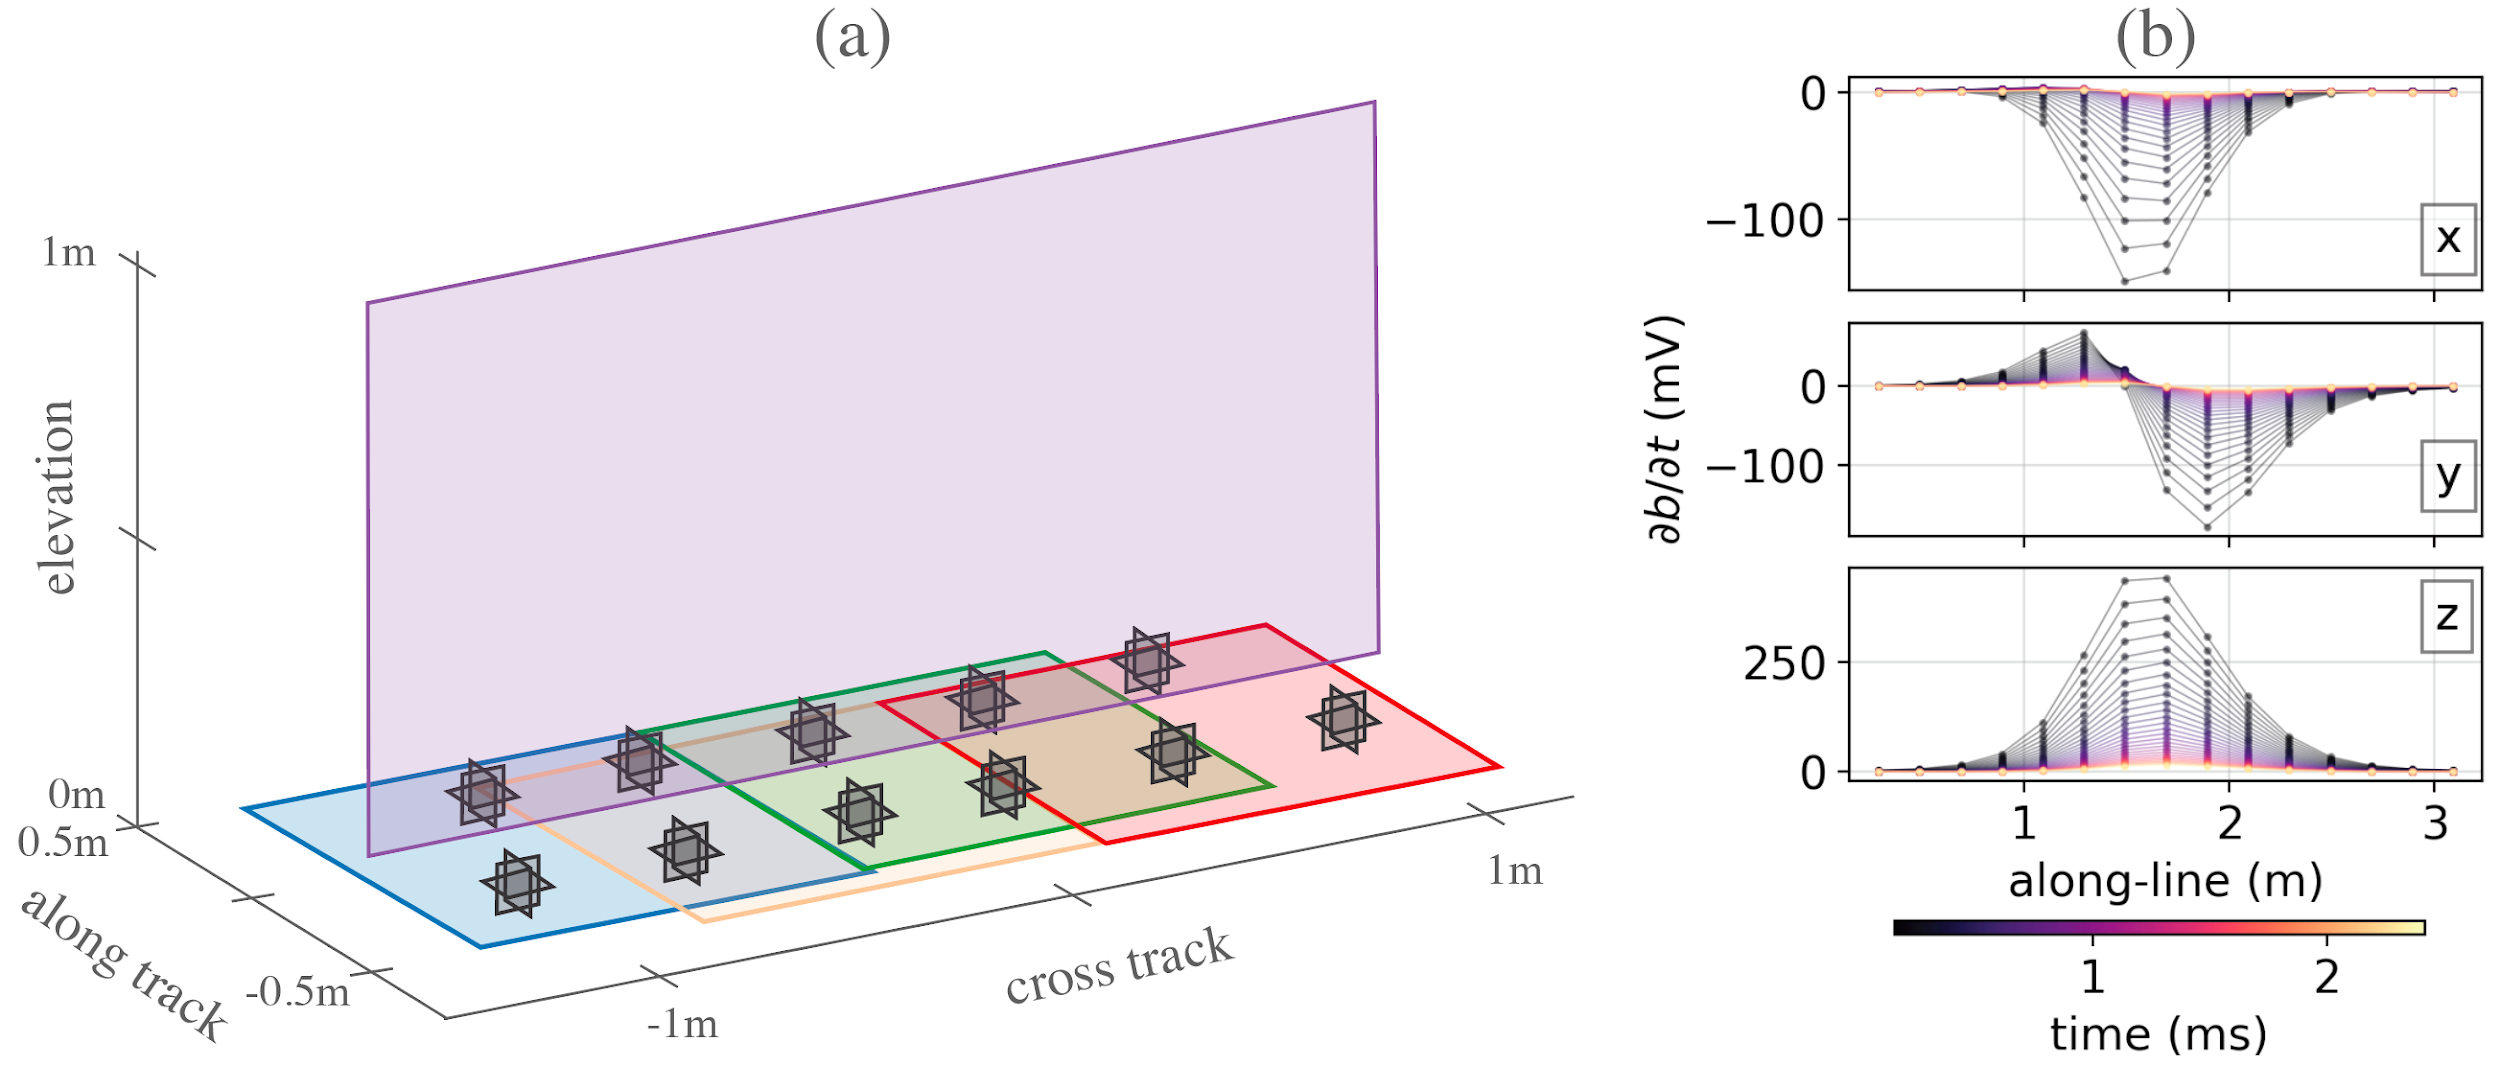 (a)
1m
elevation
0m
0.5m
along track
-0.5m
-1m
cross track
1m
(b)
0
−100
x
0
−100
y
250
0
z
∂b/∂t (mV)
1 2 3
along-line (m)
1 2
time (ms)